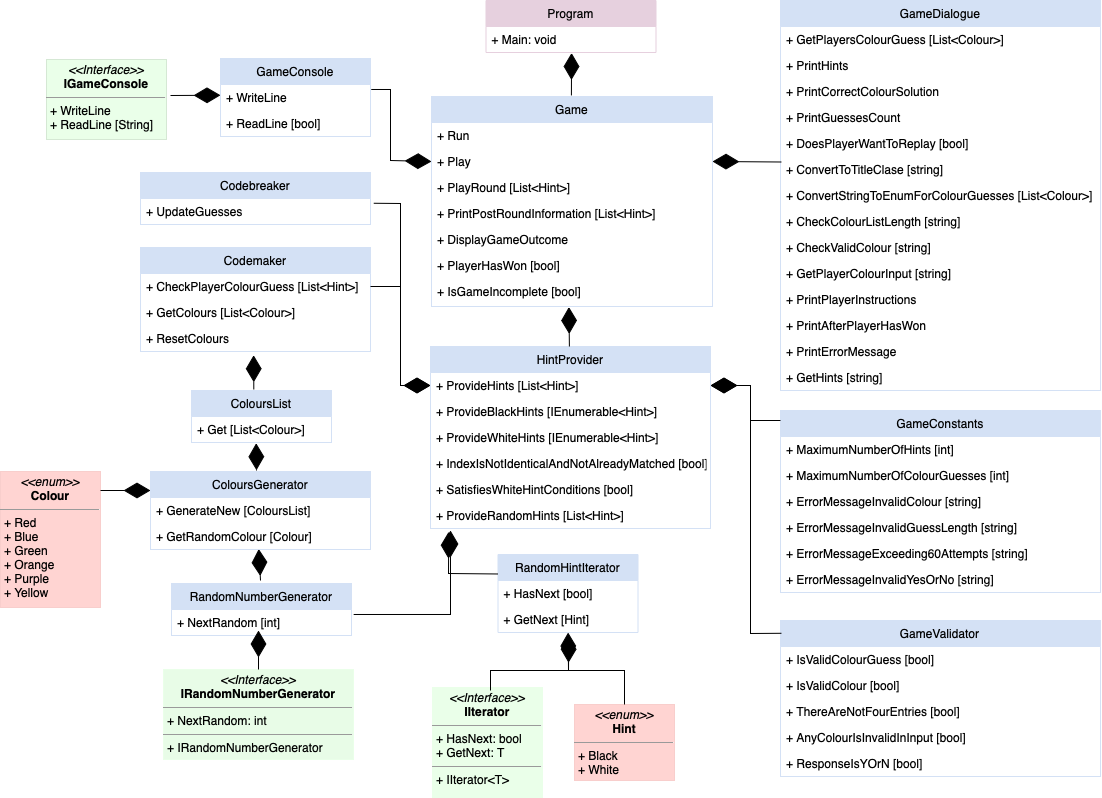 Program
+ Main: void
GameDialogue
+ GetPlayersColourGuess [List<Colour>]
+ PrintHints
+ PrintCorrectColourSolution
+ PrintGuessesCount
+ DoesPlayerWantToReplay [bool]
+ ConvertToTitleClase [string]
+ ConvertStringToEnumForColourGuesses [List<Colour>]
+ CheckColourListLength [string]
+ CheckValidColour [string]
+ GetPlayerColourInput [string]
+ PrintPlayerInstructions
+ PrintAfterPlayerHasWon
+ PrintErrorMessage
+ GetHints [string]
<<Interface>>
IGameConsole
+ WriteLine
+ ReadLine [String]
GameConsole
+ WriteLine
+ ReadLine [bool]
Game
+ Run
+ Play
+ PlayRound [List<Hint>]
+ PrintPostRoundInformation [List<Hint>]
+ DisplayGameOutcome
+ PlayerHasWon [bool]
+ IsGameIncomplete [bool]
Codebreaker
+ UpdateGuesses
Codemaker
+ CheckPlayerColourGuess [List<Hint>]
+ GetColours [List<Colour>]
+ ResetColours
HintProvider
+ ProvideHints [List<Hint>]
+ ProvideBlackHints [IEnumerable<Hint>]
+ ProvideWhiteHints [IEnumerable<Hint>]
+ IndexIsNotIdenticalAndNotAlreadyMatched [bool]
+ SatisfiesWhiteHintConditions [bool]
+ ProvideRandomHints [List<Hint>]
ColoursList
+ Get [List<Colour>]
GameConstants
+ MaximumNumberOfHints [int]
+ MaximumNumberOfColourGuesses [int]
+ ErrorMessageInvalidColour [string]
+ ErrorMessageInvalidGuessLength [string]
+ ErrorMessageExceeding60Attempts [string]
+ ErrorMessageInvalidYesOrNo [string]
<<enum>>
Colour
+ Red
+ Blue
+ Green
+ Orange
+ Purple
+ Yellow
ColoursGenerator
+ GenerateNew [ColoursList]
+ GetRandomColour [Colour]
RandomNumberGenerator
+ NextRandom [int]
RandomHintIterator
+ HasNext [bool]
+ GetNext [Hint]
GameValidator
+ IsValidColourGuess [bool]
+ IsValidColour [bool]
+ ThereAreNotFourEntries [bool]
+ AnyColourIsInvalidInInput [bool]
+ ResponseIsYOrN [bool]
<<Interface>>
IRandomNumberGenerator
+ NextRandom: int
+ IRandomNumberGenerator
<<Interface>>
IIterator
+ HasNext: bool
+ GetNext: T
+ IIterator<T>
<<enum>>
Hint
+ Black
+ White